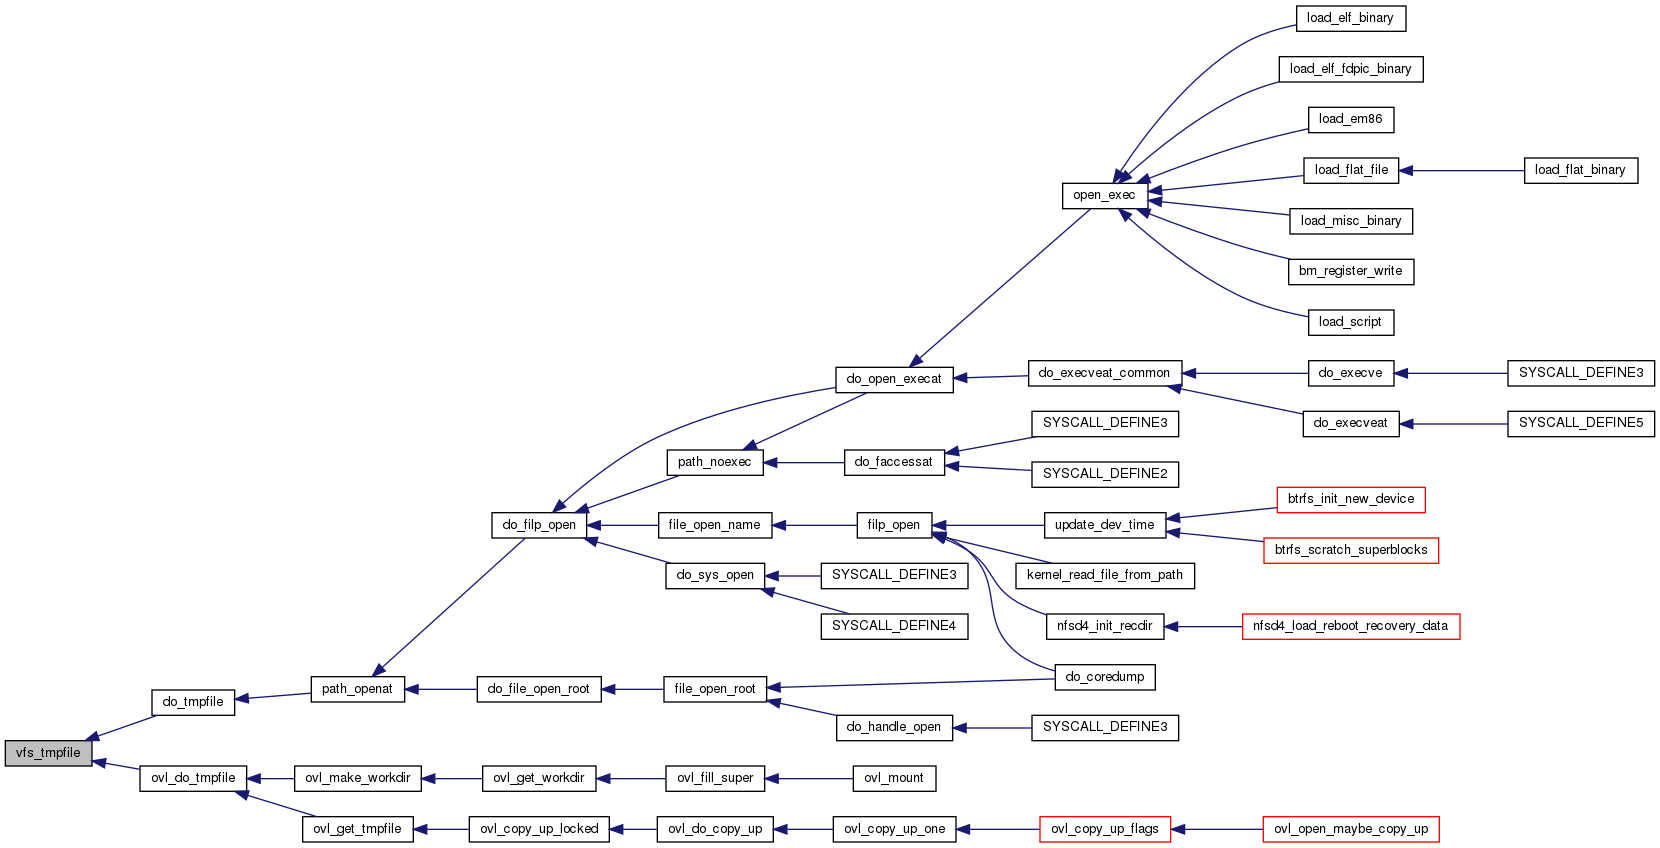 load_elf_binary
load_elf_fdpic_binary
load_em86
load_flat_file
load_flat_binary
open_exec
load_misc_binary
bm_register_write
load_script
do_open_execat
do_execveat_common
do_execve
SYSCALL_DEFINE3
do_execveat
SYSCALL_DEFINE5
SYSCALL_DEFINE3
path_noexec
do_faccessat
SYSCALL_DEFINE2
btrfs_init_new_device
do_filp_open
file_open_name
filp_open
update_dev_time
btrfs_scratch_superblocks
do_sys_open
SYSCALL_DEFINE3
kernel_read_file_from_path
SYSCALL_DEFINE4
nfsd4_init_recdir
nfsd4_load_reboot_recovery_data
do_coredump
path_openat
do_file_open_root
file_open_root
do_tmpfile
do_handle_open
SYSCALL_DEFINE3
vfs_tmpfile
ovl_do_tmpfile
ovl_make_workdir
ovl_get_workdir
ovl_fill_super
ovl_mount
ovl_get_tmpfile
ovl_copy_up_locked
ovl_do_copy_up
ovl_copy_up_one
ovl_copy_up_flags
ovl_open_maybe_copy_up